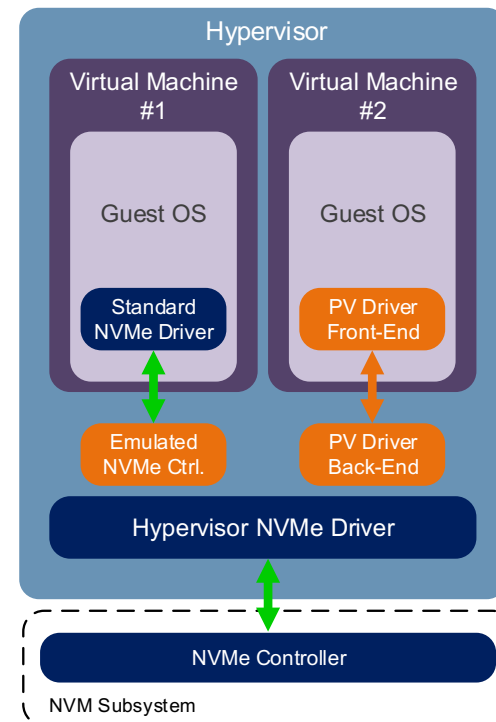 Hypervisor
Virtual Machine
#1
Virtual Machine
#2
Guest OS
Guest OS
Standard
NVMe Driver
PV Driver
Front-End
Emulated
NVMe Ctrl.
PV Driver
Back-End
Hypervisor NVMe Driver
NVMe Controller
NVM Subsystem